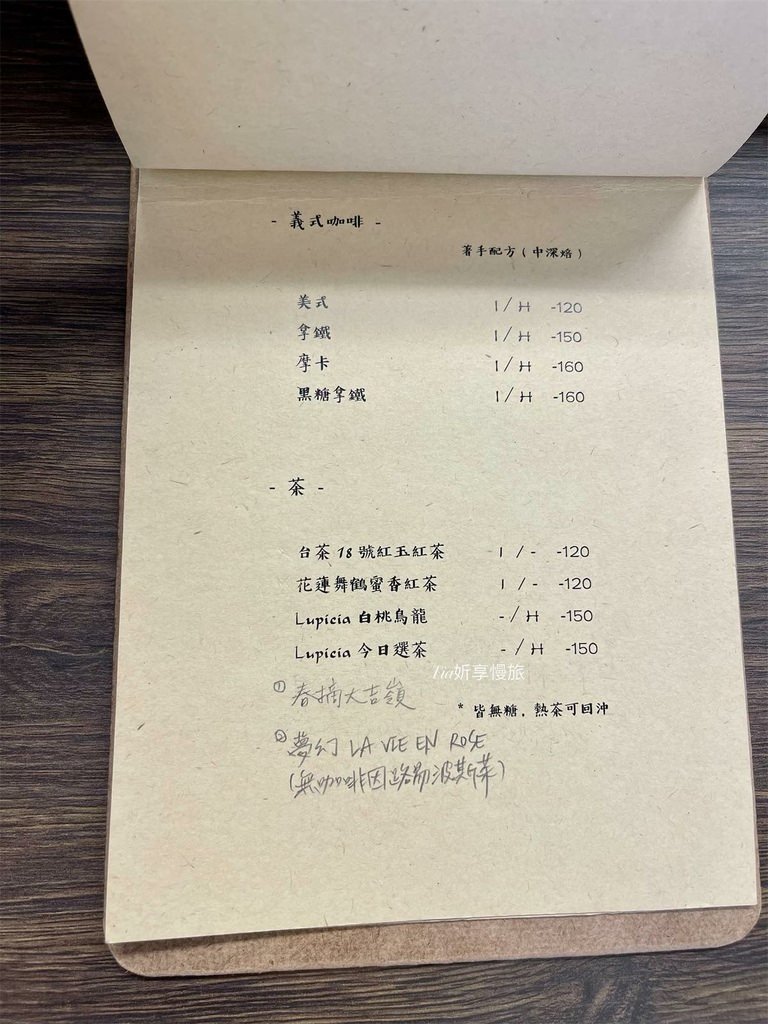 - 義式咖啡 -
著手配方（中深焙）
美式 I / H -120
拿鐵 I / H -150
摩卡 I / H -160
黑糖拿鐵 I / H -160
- 茶 -
台茶 18 號紅玉紅茶 I / - -120
花蓮舞鶴蜜香紅茶 I / - -120
Lupicia 白桃烏龍 - / H -150
Lupicia 今日選茶 - / H -150
Tia妡享慢旅
① 春摘大吉嶺
* 皆無糖，熱茶可回沖
② 夢幻 LA VIE EN ROSE
(無咖啡因路易波斯茶)